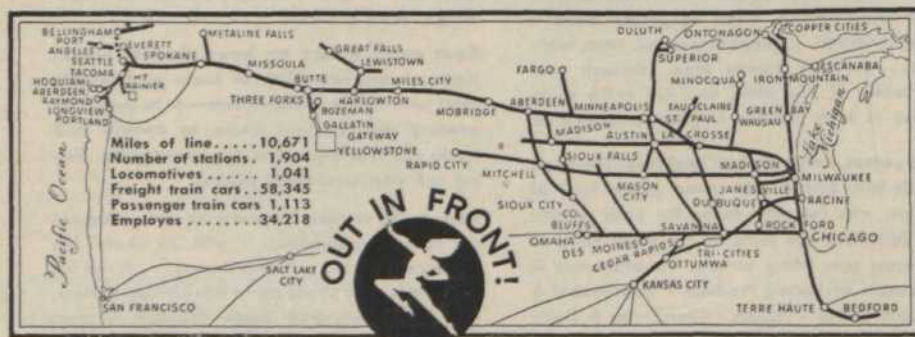 BELLINGHAM
PORT
ANGELES
EVERETT
SEATTLE
SPOKANE
TACOMA
METALINE FALLS
MT.
RAINIER
HOQUIAM
ABERDEEN
RAYMOND
LONGVIEW
PORTLAND
MISSOULA
BUTTE
THREE FORKS
GREAT FALLS
LEWISTOWN
HARLOWTON
BOZEMAN
GALLATIN
GATEWAY
YELLOWSTONE
MILES CITY
MOBRIDGE
FARGO
ABERDEEN
MINNEAPOLIS
ST.
PAUL
DULUTH
SUPERIOR
ONTONAGON
COPPER CITIES
ESCANABA
IRON
MOUNTAIN
MINOCQUA
EAU CLAIRE
GREEN BAY
WAUSAU
MADISON
AUSTIN
LA CROSSE
RAPID CITY
MITCHELL
SIOUX FALLS
MASON
CITY
MADISON
MILWAUKEE
JANESVILLE
RACINE
SIOUX CITY
DUBUQUE
CO.
BLUFFS
OMAHA
DES MOINES
CEDAR RAPIDS
SAVANNA
ROCKFORD
CHICAGO
TRI-CITIES
OTTUMWA
KANSAS CITY
TERRE HAUTE
BEDFORD
Lake
Michigan
Pacific Ocean
SALT LAKE
CITY
SAN FRANCISCO
Miles of line.....10,671
Number of stations. 1,904
Locomotives ...... 1,041
Freight train cars..58,345
Passenger train cars 1,113
Employes ........34,218
OUT IN FRONT!